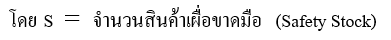 โดย S = จำนวนสินค้าเผื่อขาดมือ (Safety Stock)